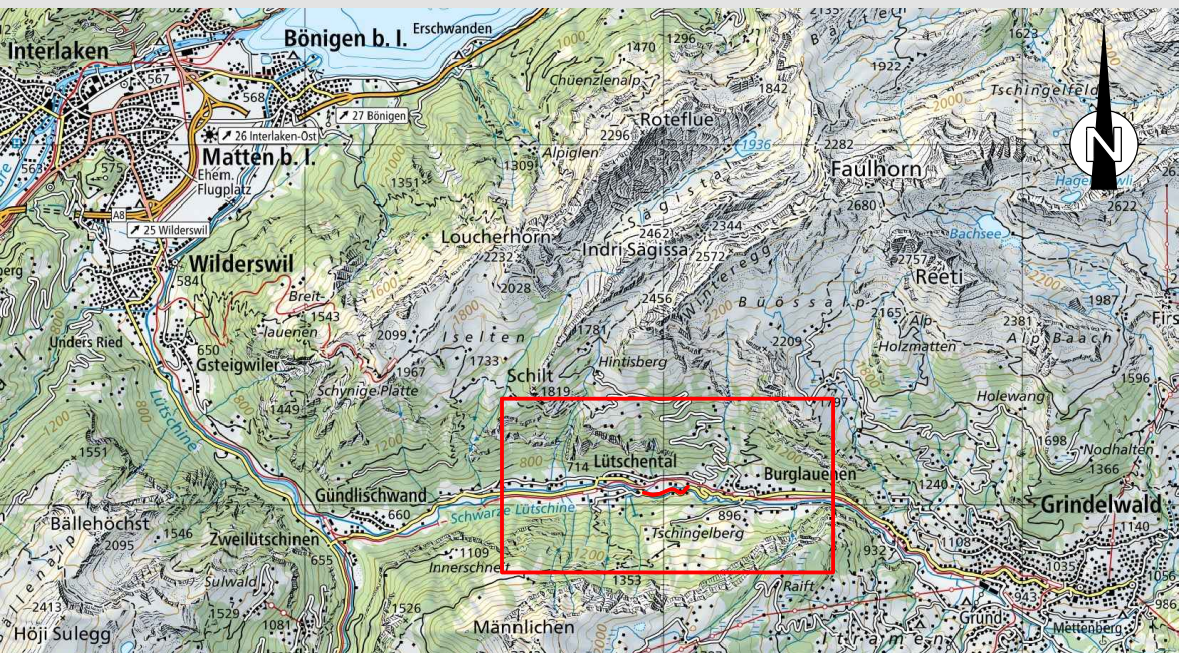 Erschwanden
Interlaken
Bönigen b. I.
1470
1296
1623
567
Chüenzlenalp
1922
Tschingelfeld
568
1842
27 Bönigen
Roteflue
26 Interlaken-Ost
2296
1936
2282
Matten b. I.
Alpiglen
563
575
Ehem.
Flugplatz
1309
Faulhorn
1351
2680
2622
A8
Sägissa
25 Wilderswil
Loucherhorn
2462
2344
Bachsee
Indri Sägissa
2572
2232
2757
Wilderswil
Reeti
584
2028
Winteregg
Breit-
lauenen
1543
2456
Büössalp
1987
2099
Iselten
1781
2165
2381
Unders Ried
650
Gsteigwiler
1733
2209
Alp
Holzmatten
Alp Baach
Hintisberg
1967
Schilt
Schynige Platte
1819
1596
Holewang
1449
Lütschine
1698
1551
800
714
Lütschental
Nodhalten
1366
Burglauenen
1240
Gündlischwand
Grindelwald
660
Schwarze Lütschine
896
Bällehöchst
1546
Tschingelberg
1140
2095
Zweilütschinen
1109
932
1108
655
Innerschneit
1200
1035
Sulwald
1353
Raift
1056
2413
1529
1526
943
986
1081
Grund
Höji Sulegg
Männlichen
Mettenberg
Itramen
N